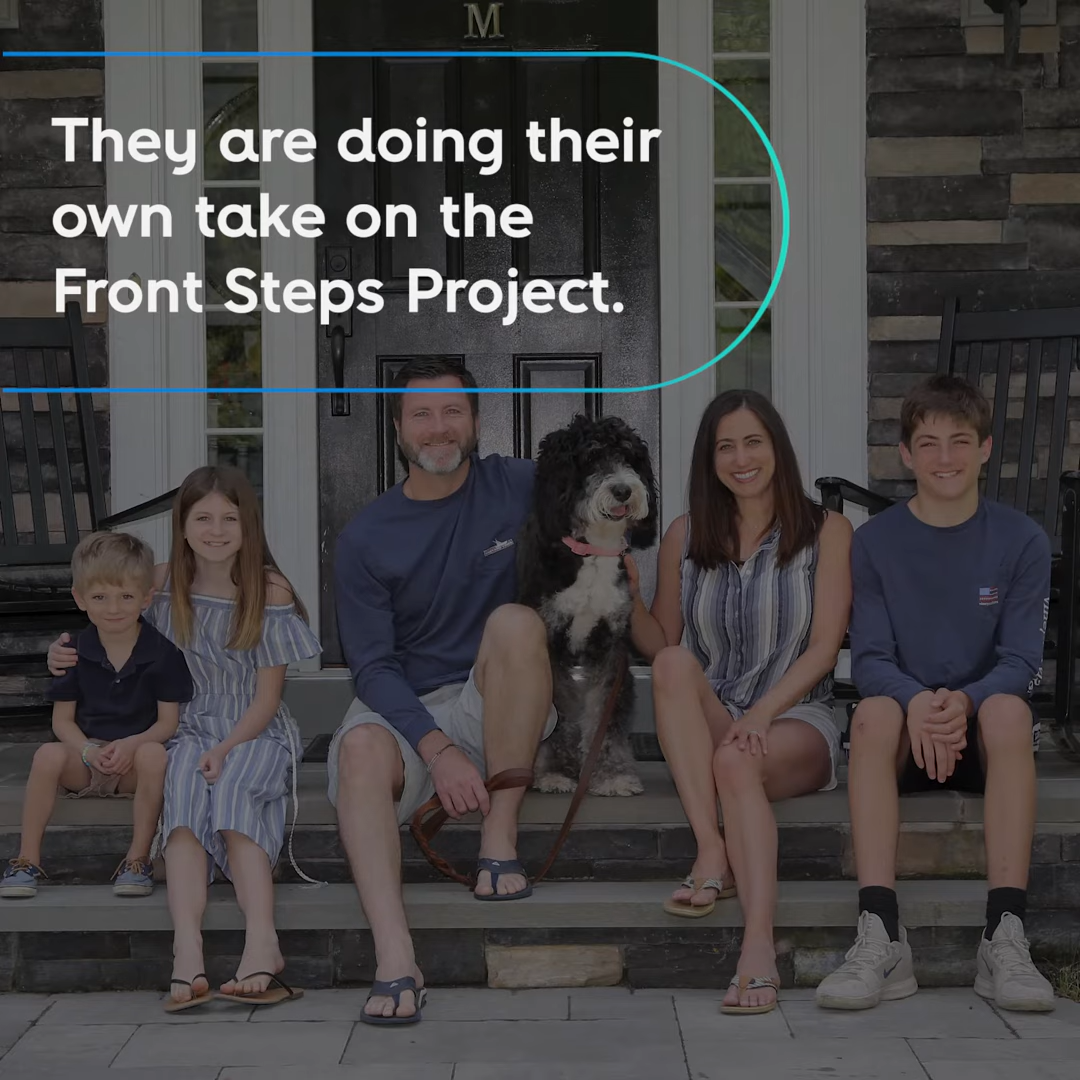 M
They are doing their
own take on the
Front Steps Project.